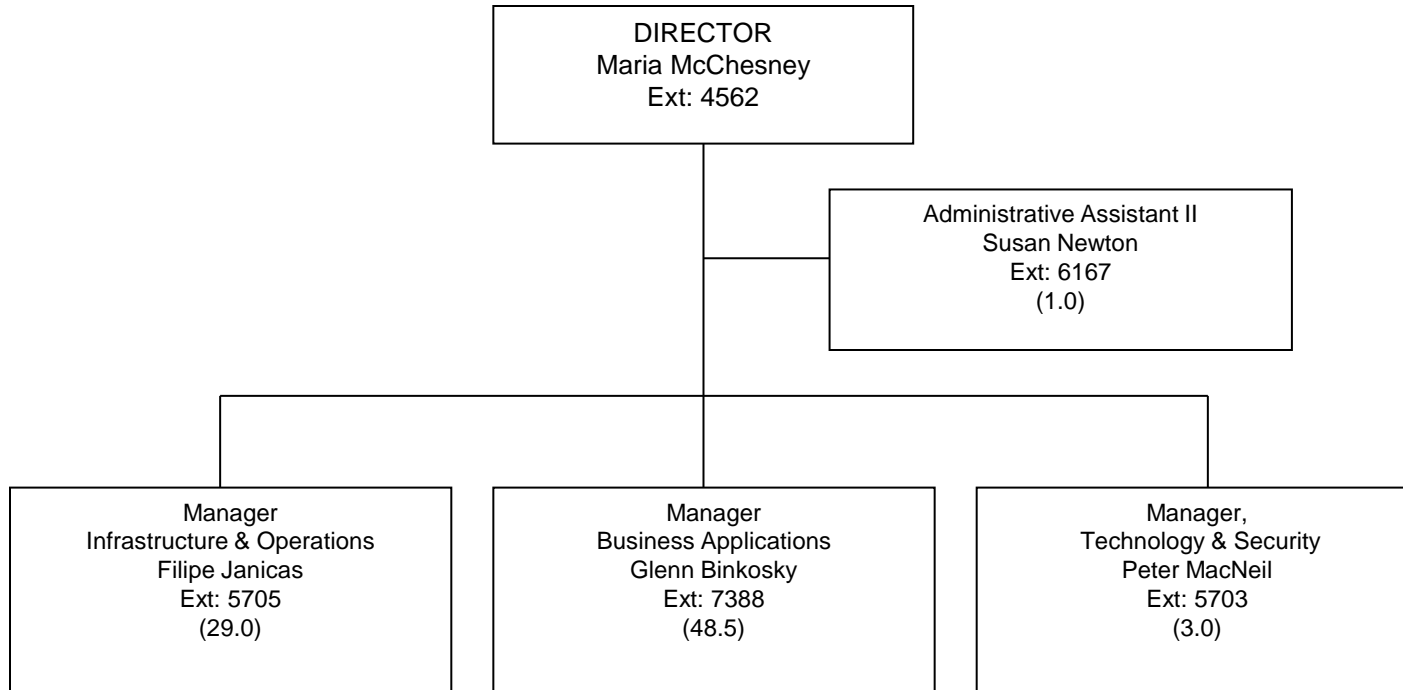 DIRECTOR
Maria McChesney
Ext: 4562
Administrative Assistant II
Susan Newton
Ext: 6167
(1.0)
Manager
Infrastructure & Operations
Filipe Janicas
Ext: 5705
(29.0)
Manager
Business Applications
Glenn Binkosky
Ext: 7388
(48.5)
Manager,
Technology & Security
Peter MacNeil
Ext: 5703
(3.0)